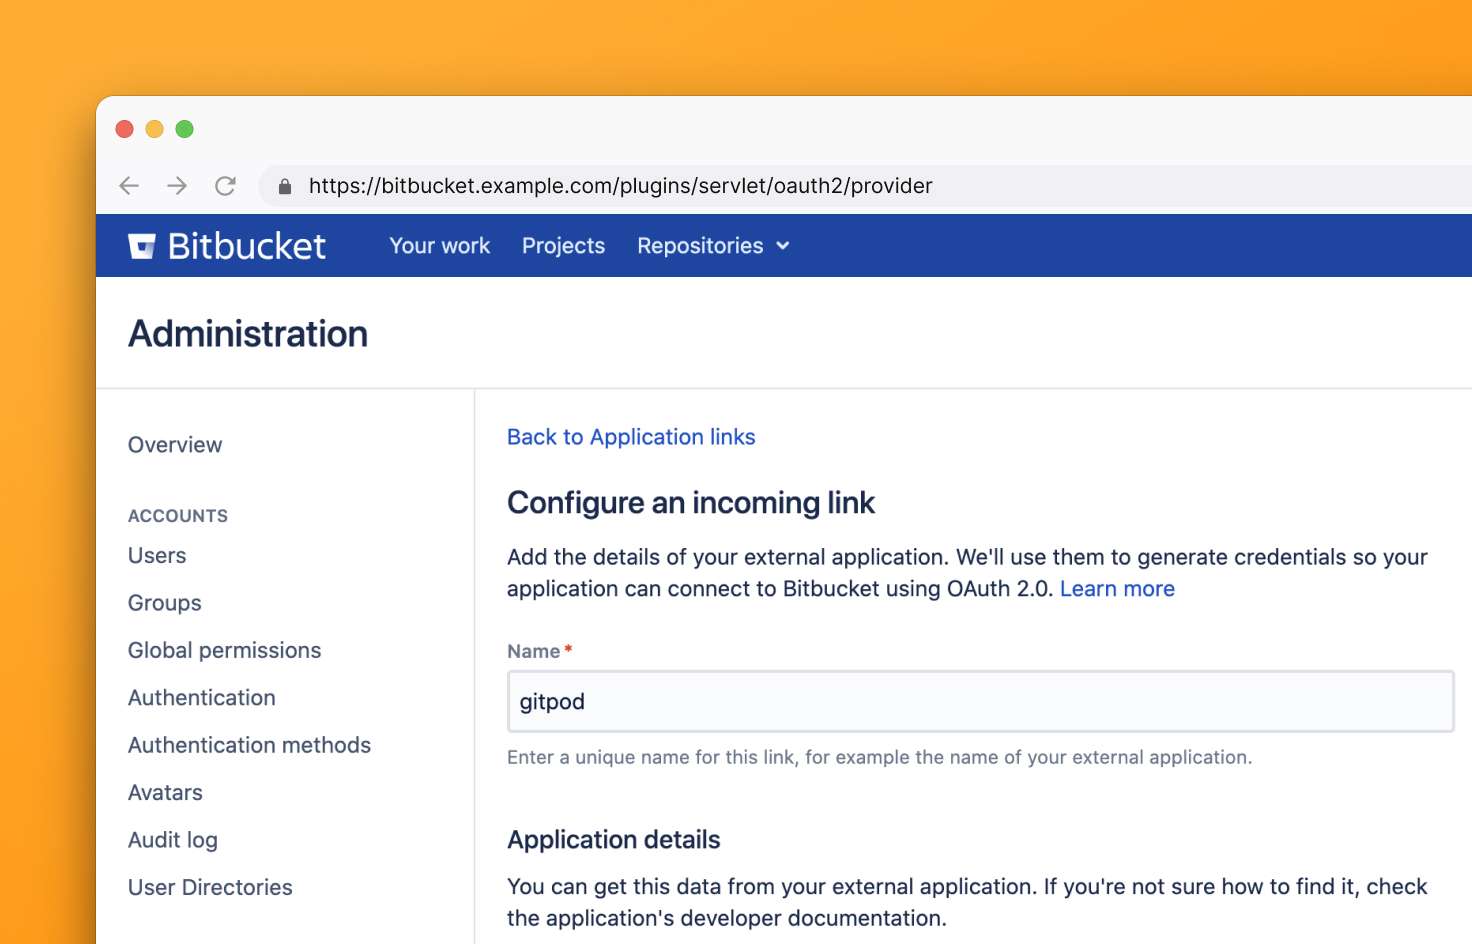 https://bitbucket.example.com/plugins/servlet/oauth2/provider
Bitbucket Your work Projects Repositories
Administration
Overview
ACCOUNTS
Users
Groups
Global permissions
Authentication
Authentication methods
Avatars
Audit log
User Directories
Back to Application links
Configure an incoming link
Add the details of your external application. We'll use them to generate credentials so your
application can connect to Bitbucket using OAuth 2.0. Learn more
Name *
gitpod
Enter a unique name for this link, for example the name of your external application.
Application details
You can get this data from your external application. If you're not sure how to find it, check
the application's developer documentation.